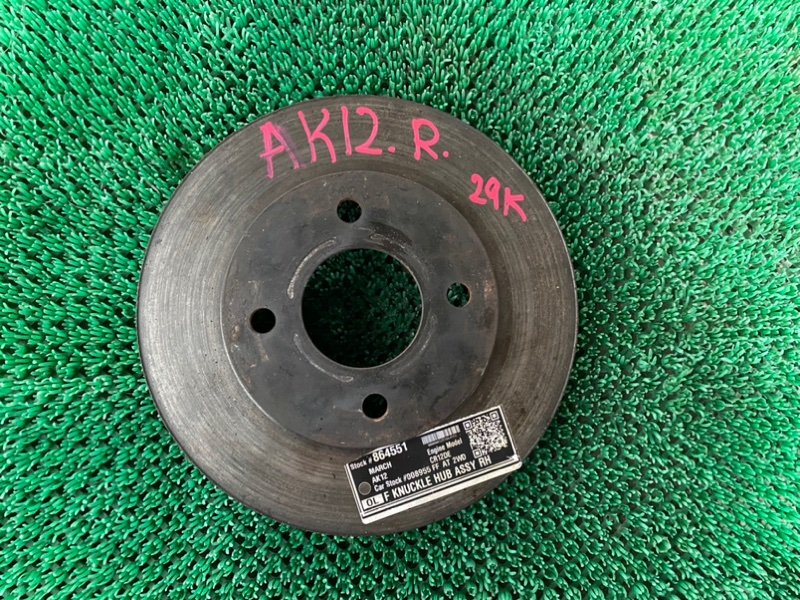 AK12. R.
29K
Stock # 864551
MARCH
Engine Model
AK12
CR12DE
Car Stock #008955 FF AT 2WD
OL F KNUCKLE HUB ASSY RH